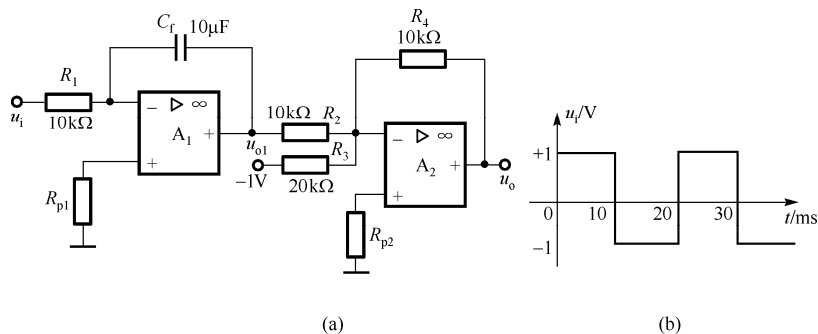 C_f
10μF
R_4
10kΩ
R_1
u_i
10kΩ
− ▷ ∞
A_1
+
+
u_o1
10kΩ
R_2
R_3
−1V
20kΩ
− ▷ ∞
A_2
+
+
u_o
R_p1
R_p2
(a)
u_i/V
+1
0
10
20
30
t/ms
−1
(b)